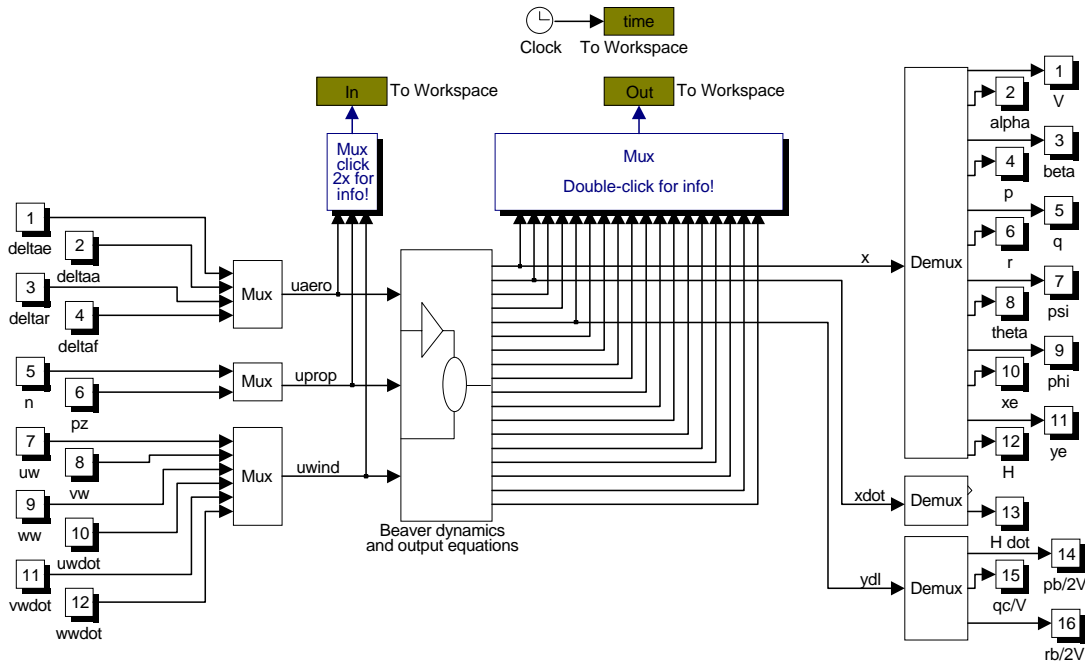 time
Clock
To Workspace
In
To Workspace
Out
To Workspace
Mux
click
2x for
info!
Mux
Double-click for info!
1
deltae
2
deltaa
3
deltar
4
deltaf
Mux
uaero
5
n
6
pz
Mux
uprop
7
uw
8
vw
9
ww
10
uwdot
11
vwdot
12
wwdot
Mux
uwind
Beaver dynamics
and output equations
x
Demux
xdot
Demux
ydl
Demux
1
V
2
alpha
3
beta
4
p
5
q
6
r
7
psi
8
theta
9
phi
10
xe
11
ye
12
H
13
H dot
14
pb/2V
15
qc/V
16
rb/2V